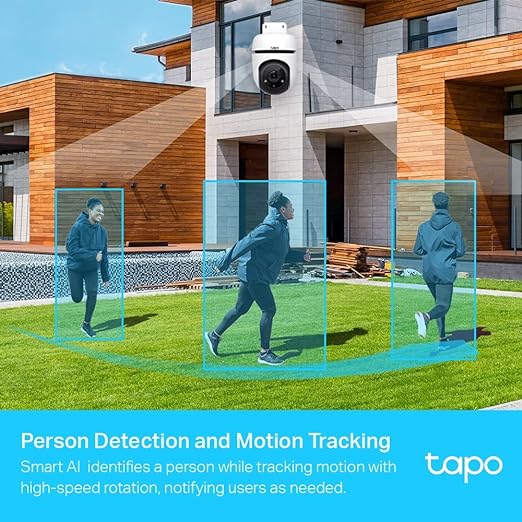 tapo
Person Detection and Motion Tracking
Smart AI identifies a person while tracking motion with
high-speed rotation, notifying users as needed.
tapo